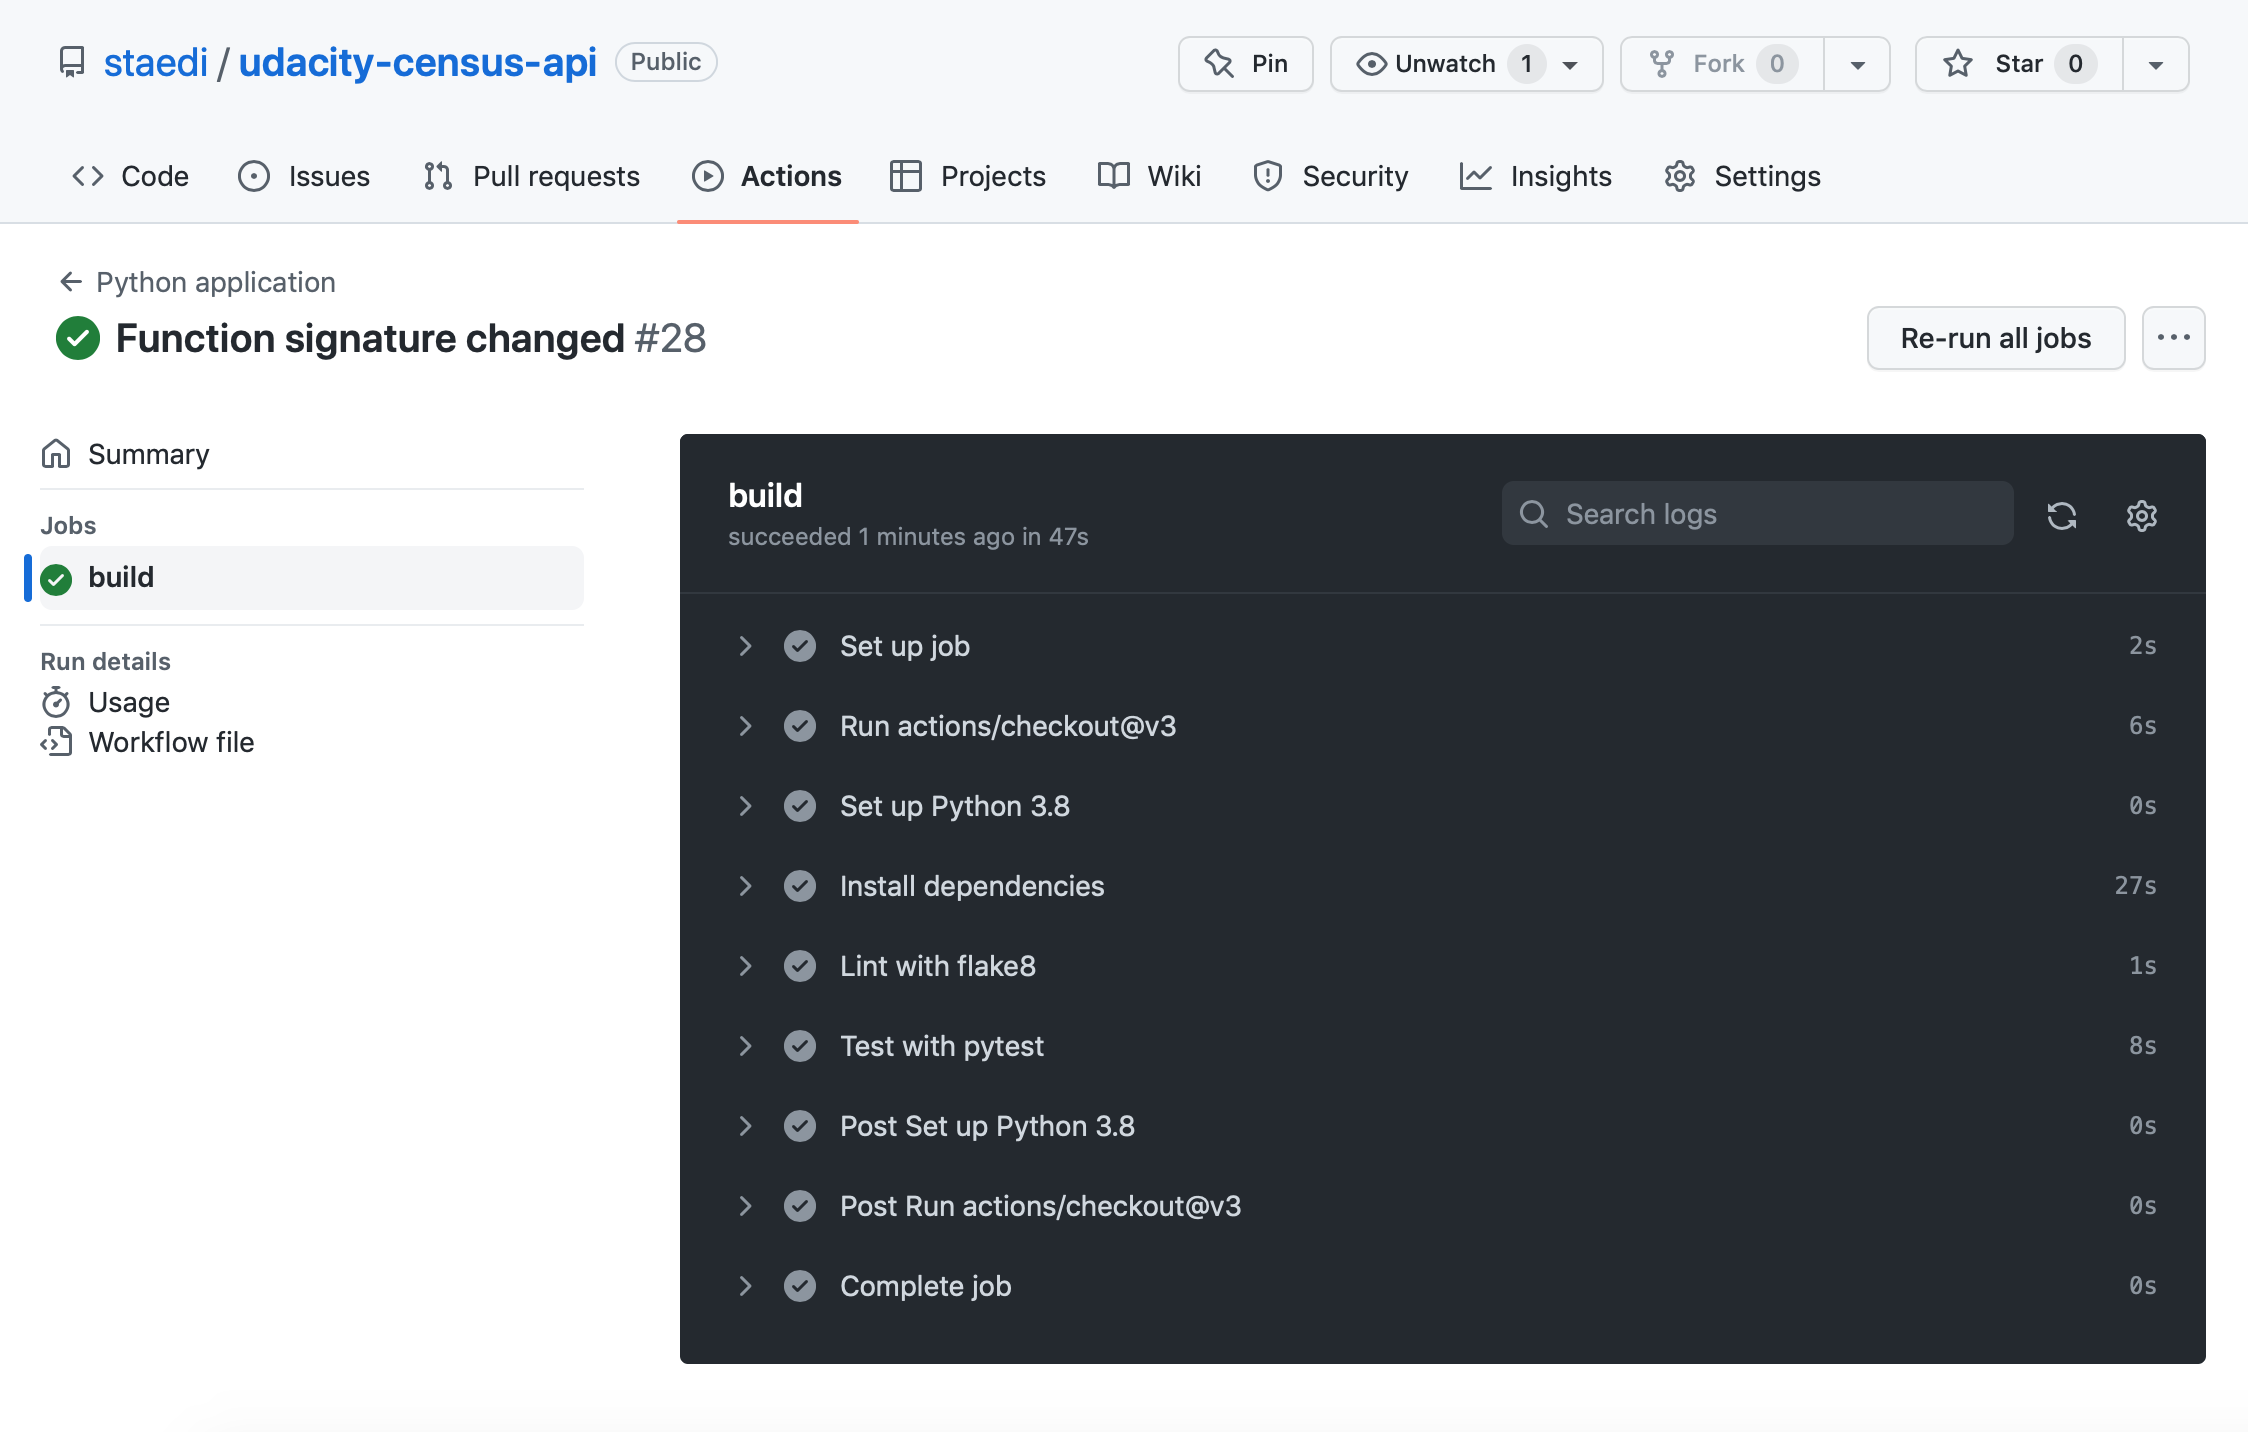 staedi / udacity-census-api Public Pin Unwatch 1 Fork 0 Star 0
Code Issues Pull requests Actions Projects Wiki Security Insights Settings
Python application
Function signature changed #28
Re-run all jobs
Summary
Jobs
build
Run details
Usage
Workflow file
build
succeeded 1 minutes ago in 47s
Search logs
Set up job 2s
Run actions/checkout@v3 6s
Set up Python 3.8 0s
Install dependencies 27s
Lint with flake8 1s
Test with pytest 8s
Post Set up Python 3.8 0s
Post Run actions/checkout@v3 0s
Complete job 0s